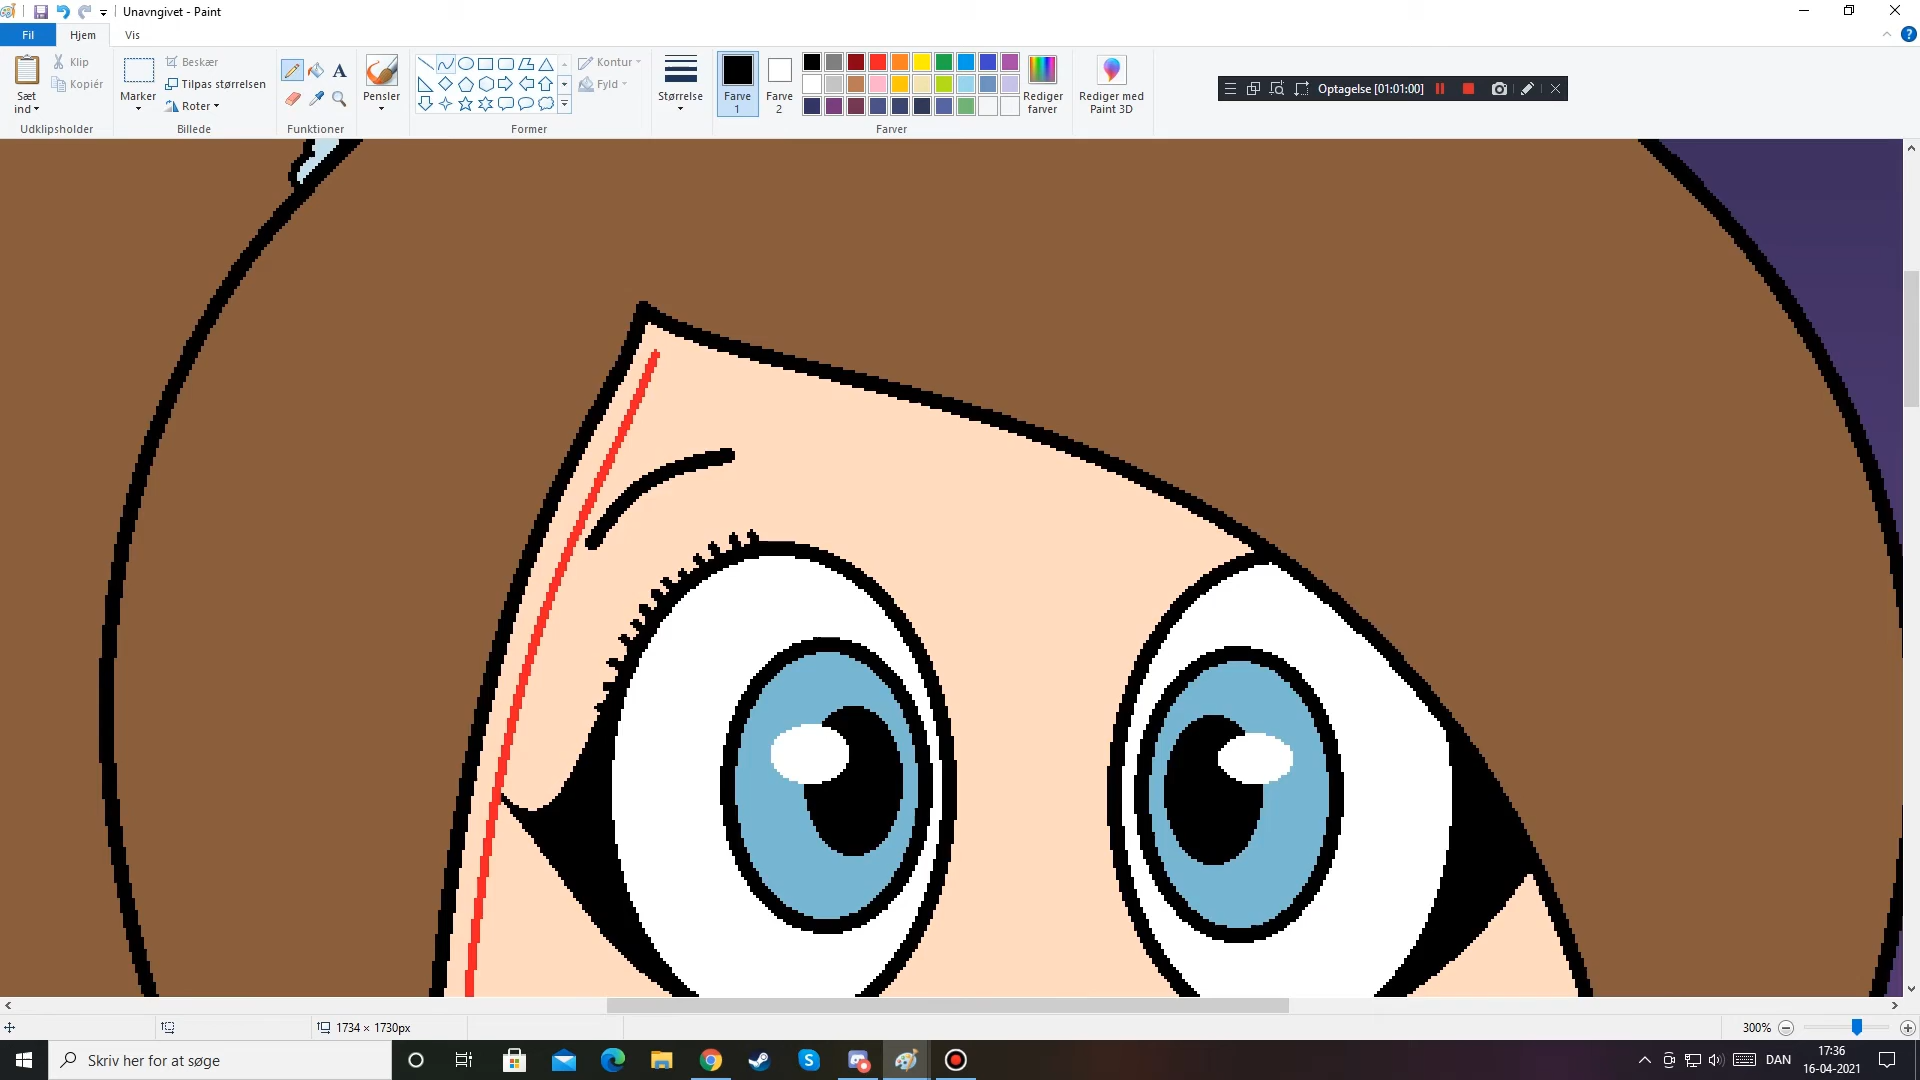 Unavngivet - Paint
Fil Hjem Vis
Sæt ind
Klip
Kopiér
Udklipsholder
Marker
Beskær
Tilpas størrelsen
Roter
Billede
A
Funktioner
Pensler
Kontur
Fyld
Former
Størrelse
Farve 1
Farve 2
Rediger farver
Farver
Rediger med Paint 3D
Optagelse [01:01:00]
1734 × 1730px
300%
Skriv her for at søge
DAN
17:36
16-04-2021